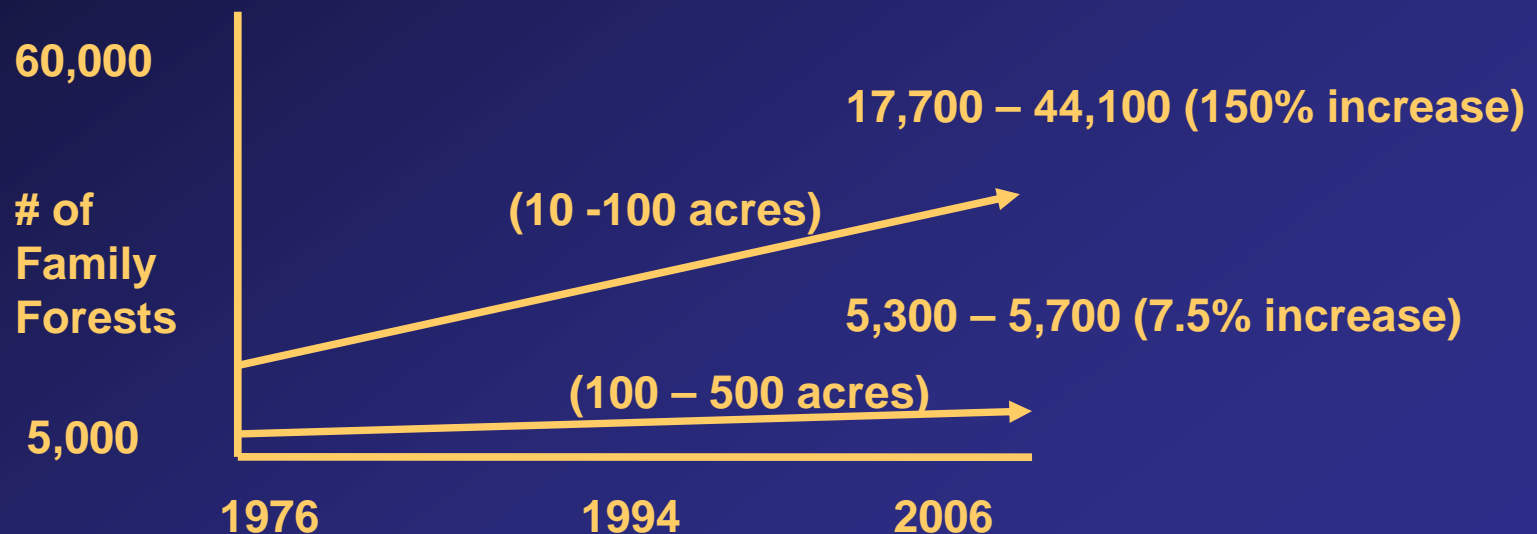 60,000
17,700 – 44,100 (150% increase)
# of
Family
Forests
(10 -100 acres)
5,300 – 5,700 (7.5% increase)
(100 – 500 acres)
5,000
1976 1994 2006